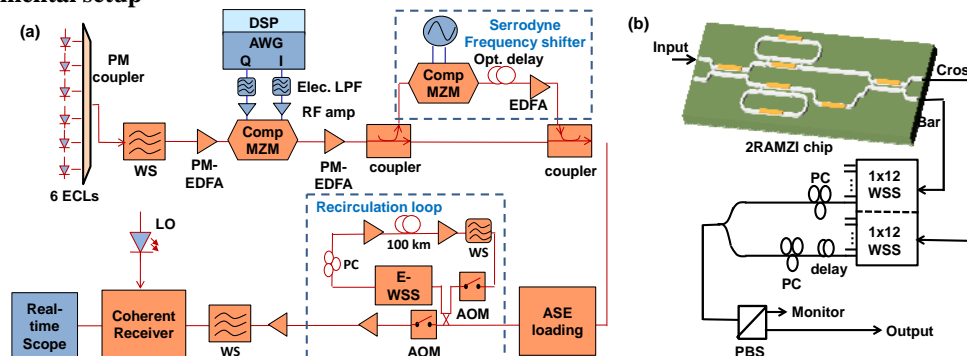 mental setup
(a)
PM
coupler
6 ECLs
WS
PM-
EDFA
DSP
AWG
Q I
Elec. LPF
RF amp
Comp
MZM
PM-
EDFA
coupler
Serrodyne
Frequency shifter
Opt. delay
Comp
MZM
EDFA
coupler
LO
Real-
time
Scope
Coherent
Receiver
WS
Recirculation loop
100 km
WS
PC
E-
WSS
AOM
AOM
ASE
loading
(b)
Input
Cros
Bar
2RAMZI chip
PC
1x12
WSS
1x12
WSS
PC
delay
Monitor
Output
PBS